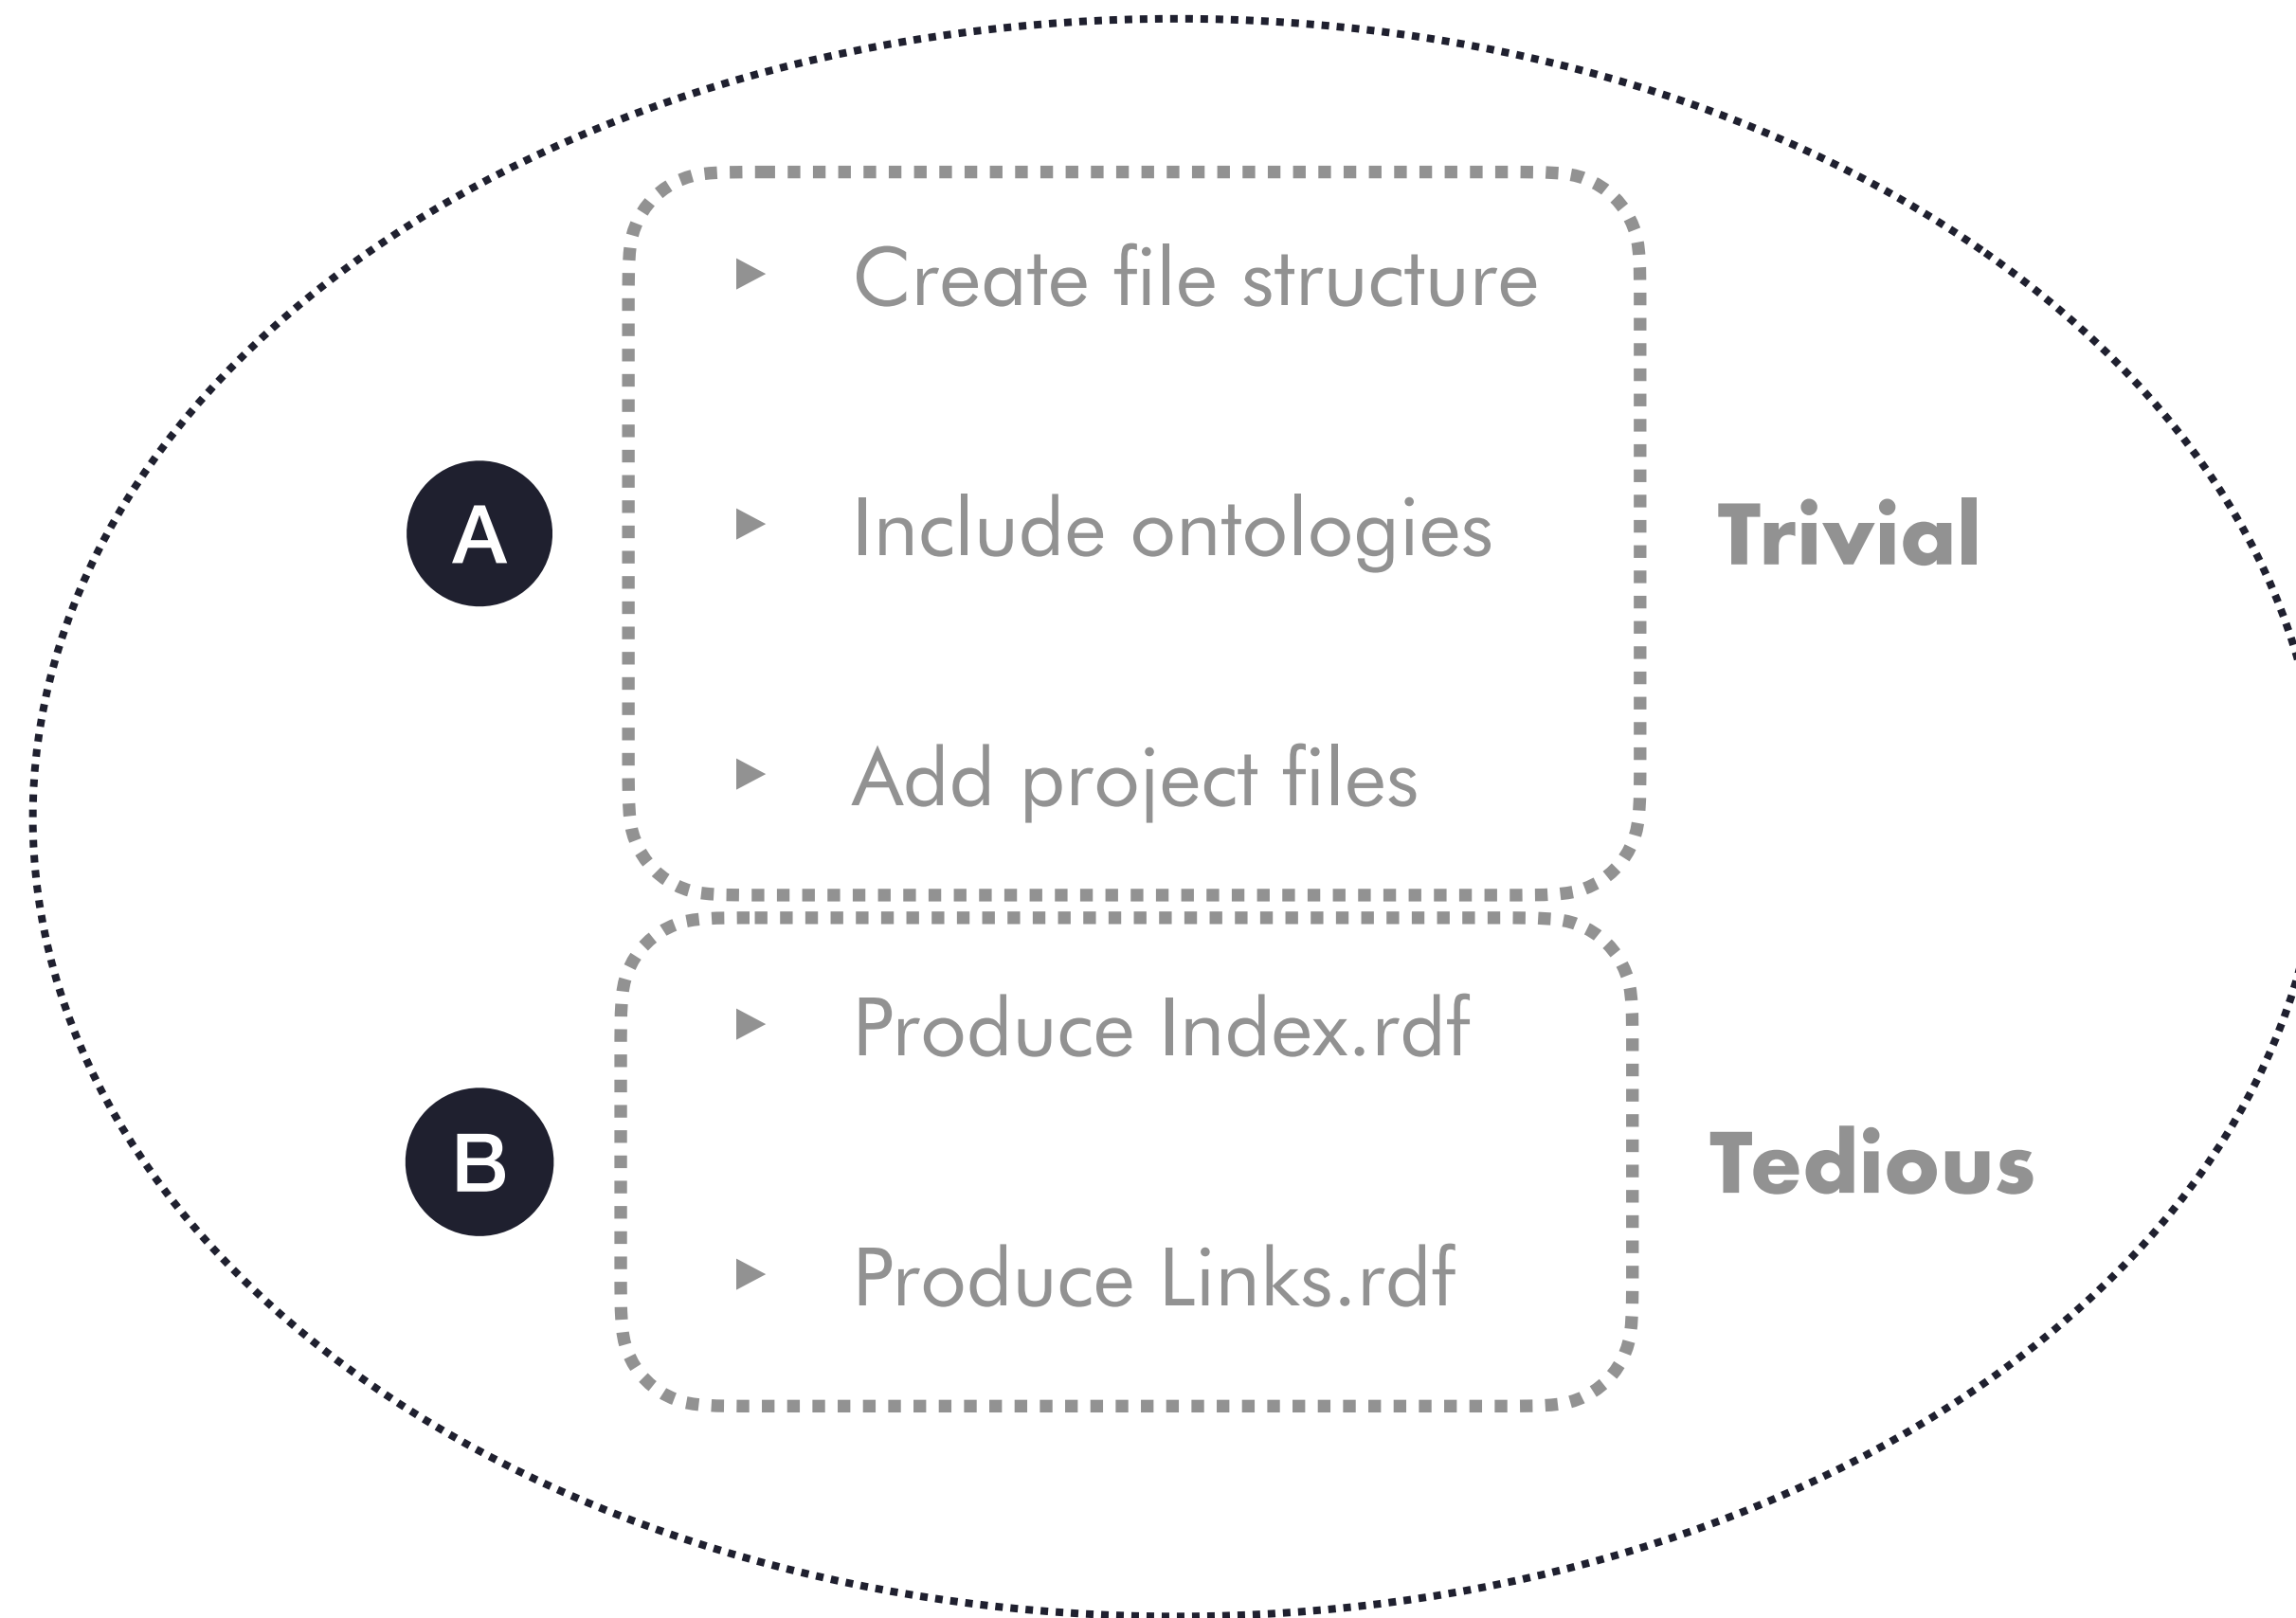 Create file structure
A
Include ontologies
Trivial
Add project files
Produce Index.rdf
B
Tedious
Produce Links.rdf